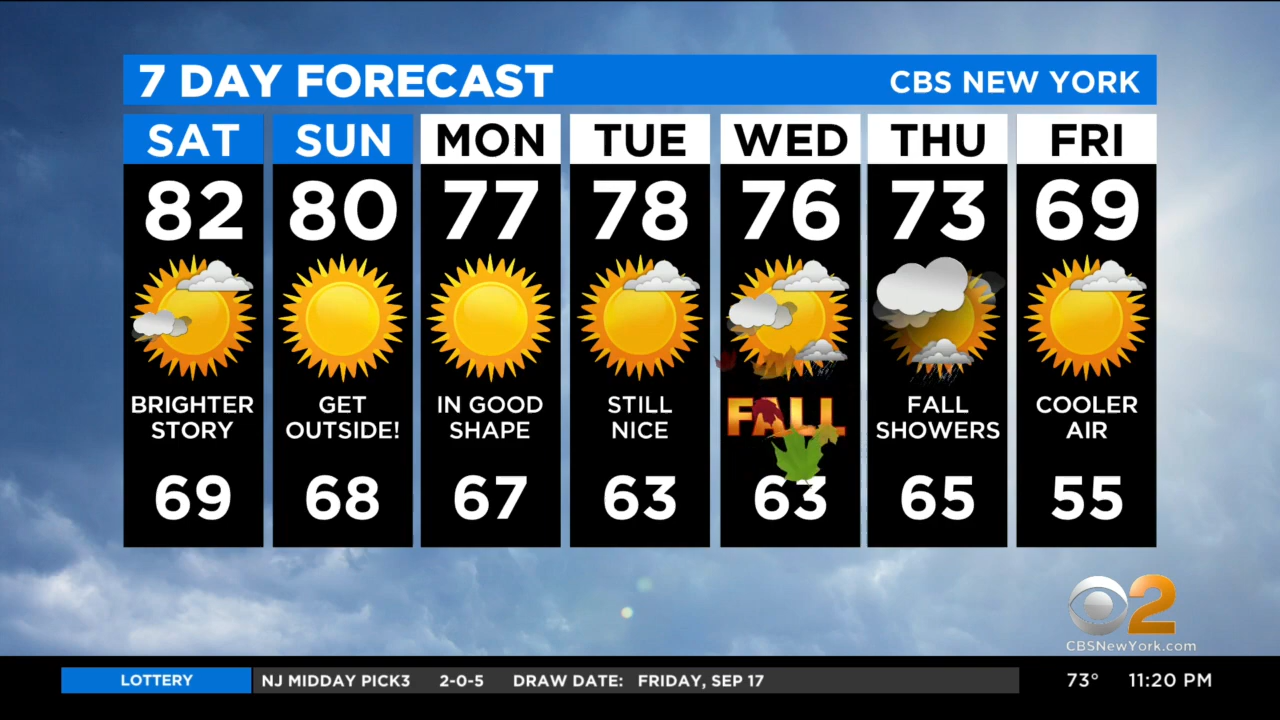 7 DAY FORECAST
CBS NEW YORK
SAT SUN MON TUE WED THU FRI
82 80 77 78 76 73 69
BRIGHTER STORY
GET OUTSIDE!
IN GOOD SHAPE
STILL NICE
FALL
FALL SHOWERS
COOLER AIR
69 68 67 63 63 65 55
2
CBSNewYork.com
LOTTERY NJ MIDDAY PICK3 2-0-5 DRAW DATE: FRIDAY, SEP 17 73° 11:20 PM